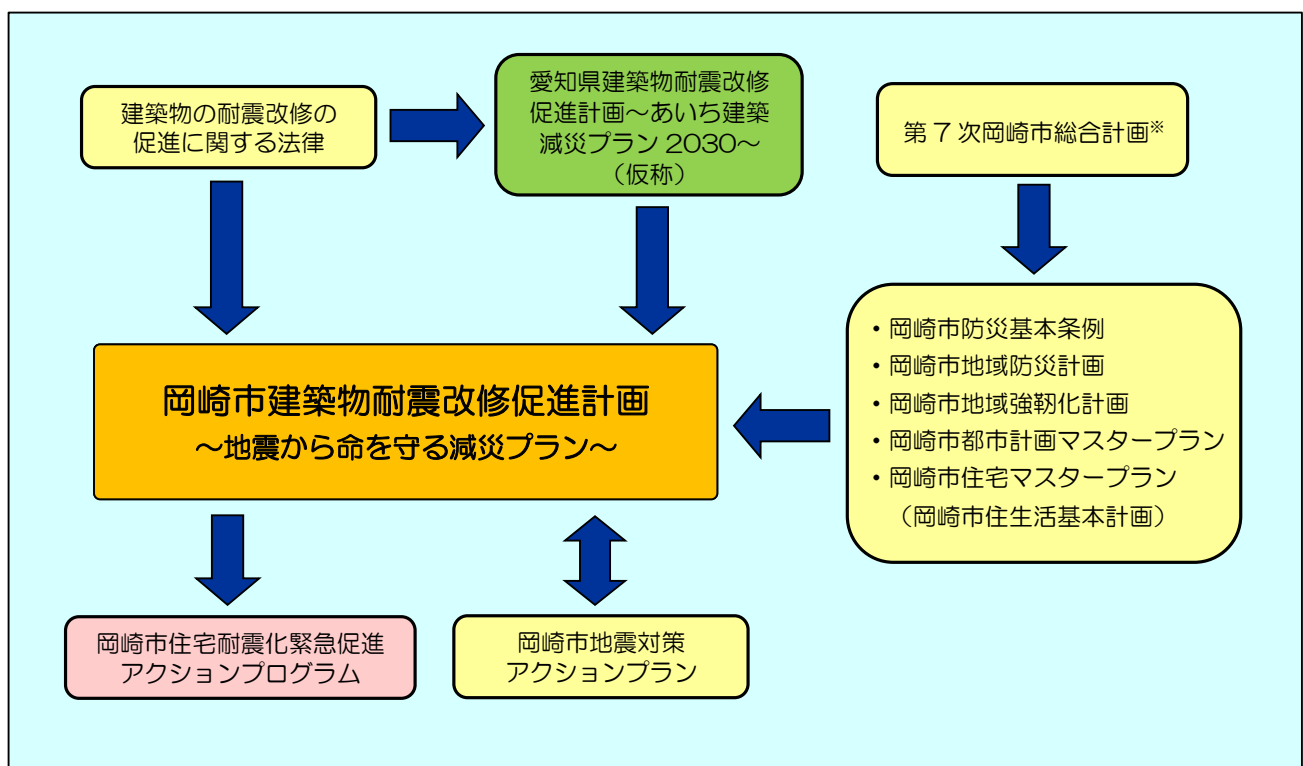 建築物の耐震改修の
促進に関する法律
愛知県建築物耐震改修
促進計画～あいち建築
減災プラン 2030～
（仮称）
第 7 次岡崎市総合計画※
・岡崎市防災基本条例
・岡崎市地域防災計画
・岡崎市地域強靱化計画
・岡崎市都市計画マスタープラン
・岡崎市住宅マスタープラン
（岡崎市住生活基本計画）
岡崎市建築物耐震改修促進計画
～地震から命を守る減災プラン～
岡崎市住宅耐震化緊急促進
アクションプログラム
岡崎市地震対策
アクションプラン